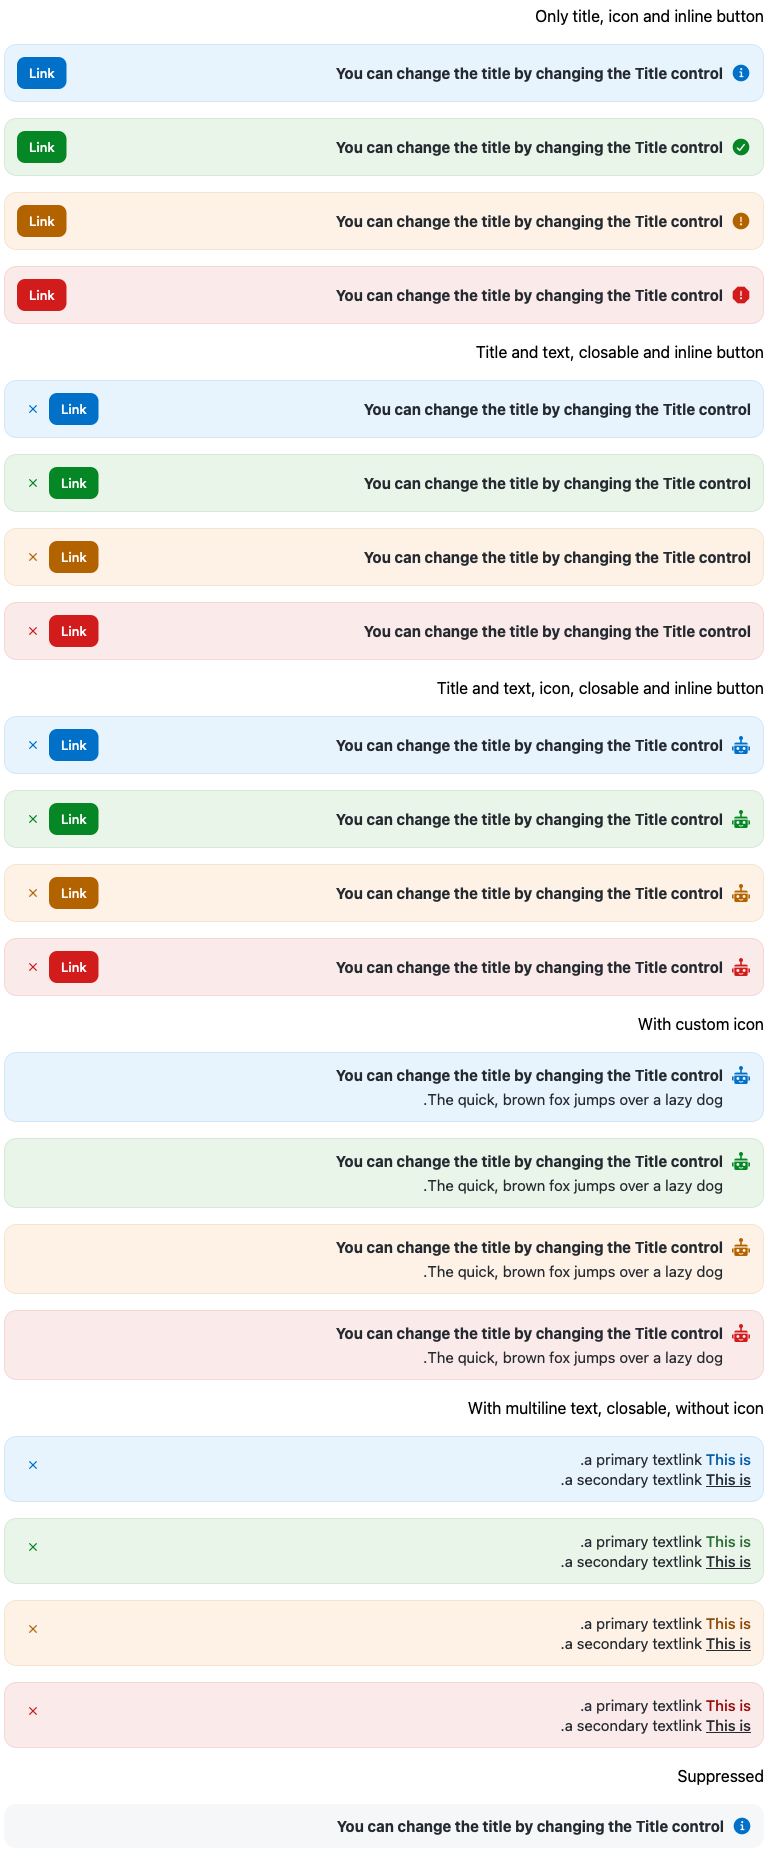 Only title, icon and inline button
You can change the title by changing the Title control Link
You can change the title by changing the Title control Link
You can change the title by changing the Title control Link
You can change the title by changing the Title control Link
Title and text, closable and inline button
You can change the title by changing the Title control Link
You can change the title by changing the Title control Link
You can change the title by changing the Title control Link
You can change the title by changing the Title control Link
Title and text, icon, closable and inline button
You can change the title by changing the Title control Link
You can change the title by changing the Title control Link
You can change the title by changing the Title control Link
You can change the title by changing the Title control Link
With custom icon
You can change the title by changing the Title control
.The quick, brown fox jumps over a lazy dog
You can change the title by changing the Title control
.The quick, brown fox jumps over a lazy dog
You can change the title by changing the Title control
.The quick, brown fox jumps over a lazy dog
You can change the title by changing the Title control
.The quick, brown fox jumps over a lazy dog
With multiline text, closable, without icon
.a primary textlink This is
.a secondary textlink This is
.a primary textlink This is
.a secondary textlink This is
.a primary textlink This is
.a secondary textlink This is
.a primary textlink This is
.a secondary textlink This is
Suppressed
You can change the title by changing the Title control